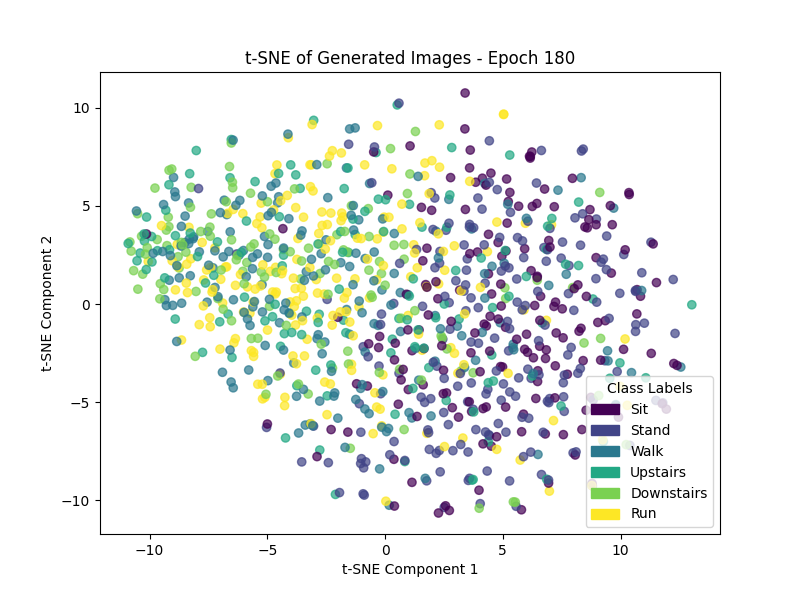 t-SNE of Generated Images - Epoch 180
10
5
0
−5
−10
t-SNE Component 2
−10
−5
0
5
10
t-SNE Component 1
Class Labels
Sit
Stand
Walk
Upstairs
Downstairs
Run